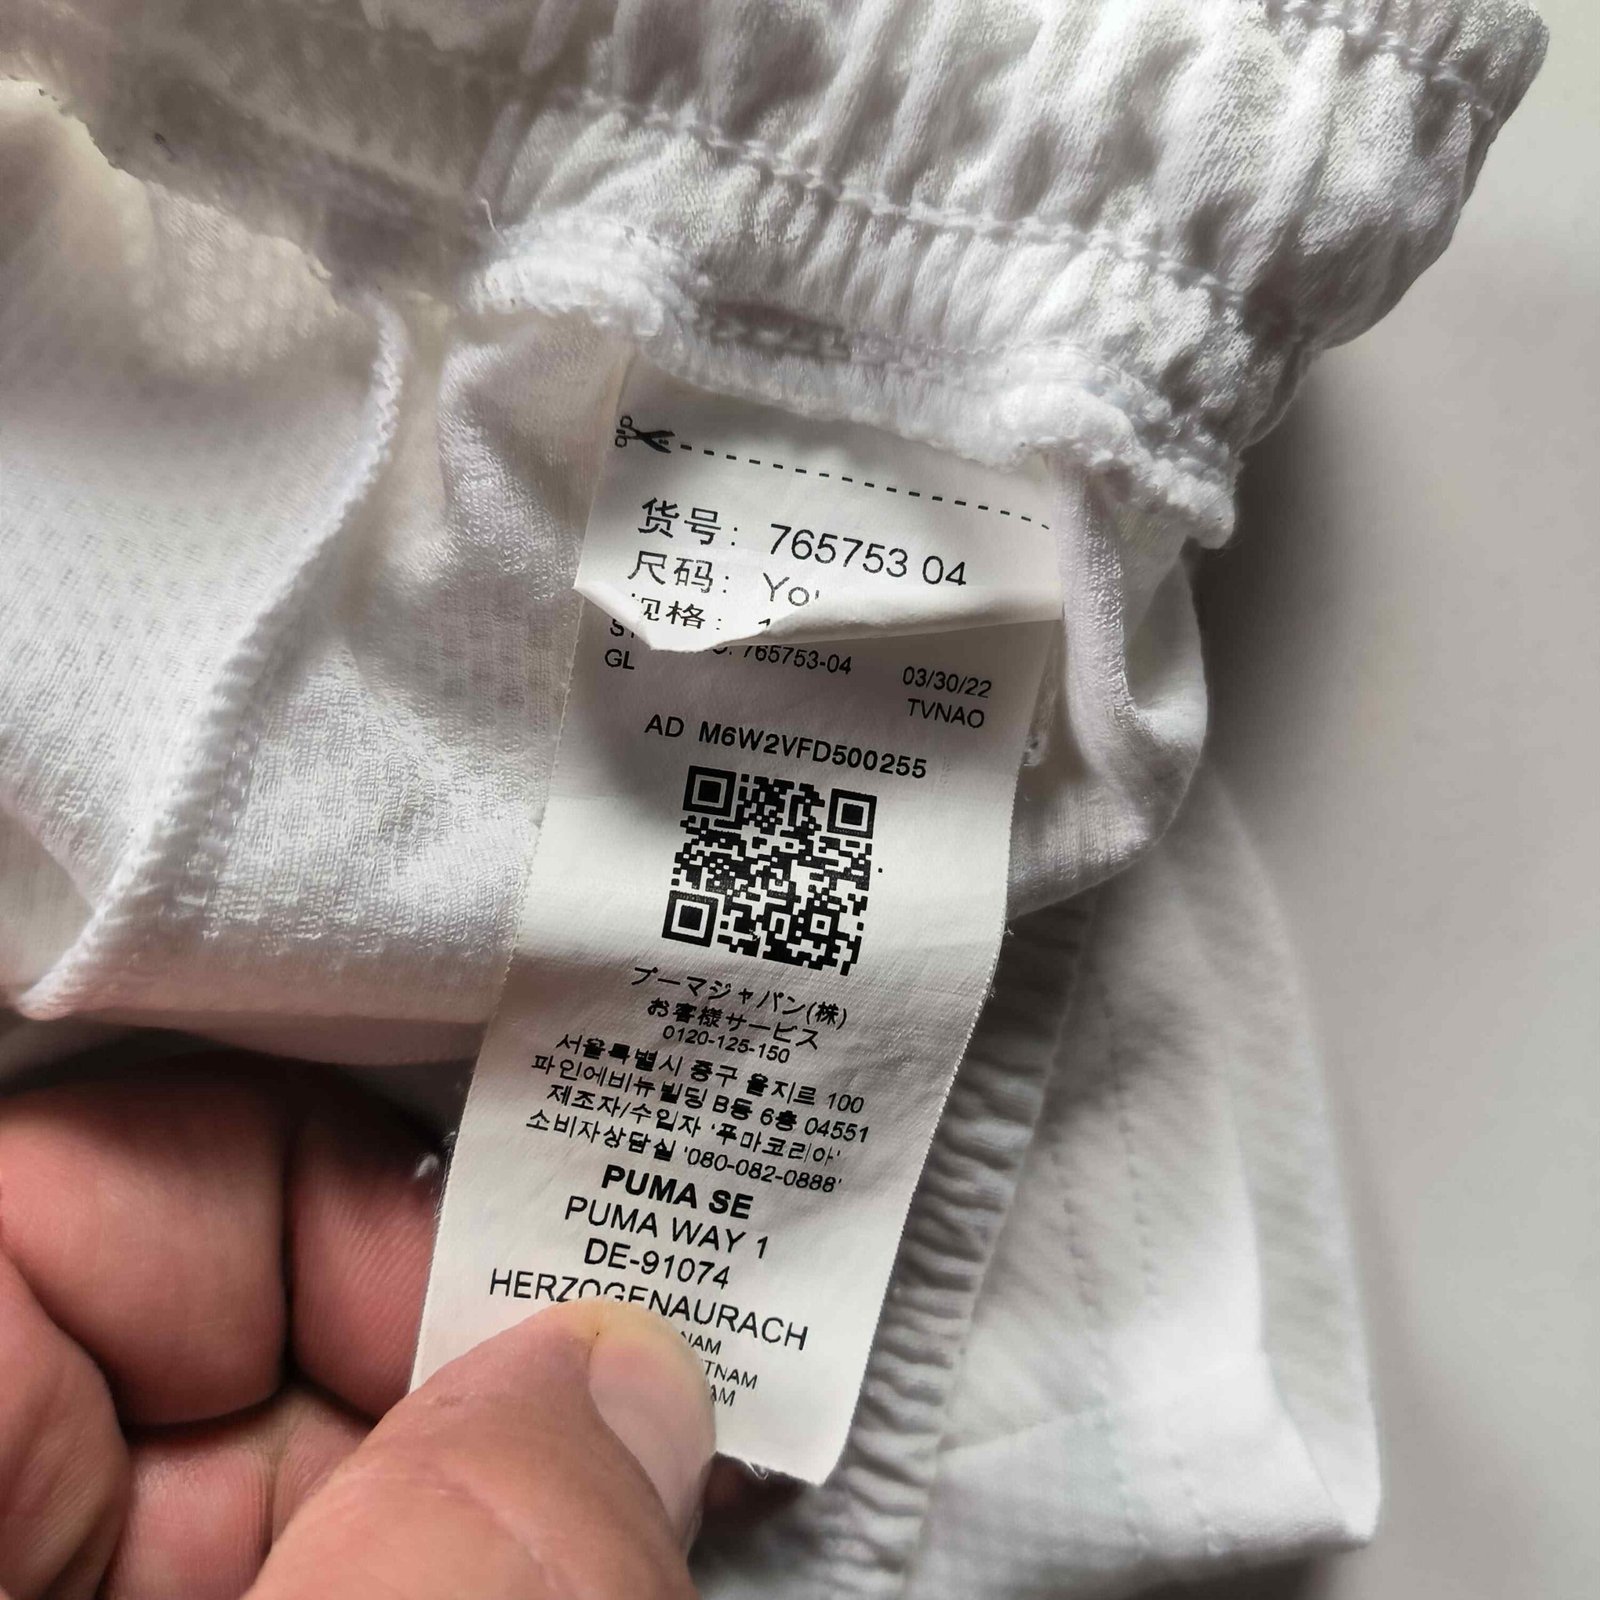 货号: 765753 04
尺码:
规格:
765753-04 03/30/22
GL TVNAO
AD M6W2VFD500255
プーマジャパン(株)
お客様サービス
0120-125-150
서울특별시 중구 을지르 100
파인에비뉴빌딩 B동 6층 04551
제조자/수입자 '푸마코리아'
소비자상담실 '080-082-0888'
PUMA SE
PUMA WAY 1
DE-91074
HERZOGENAURACH